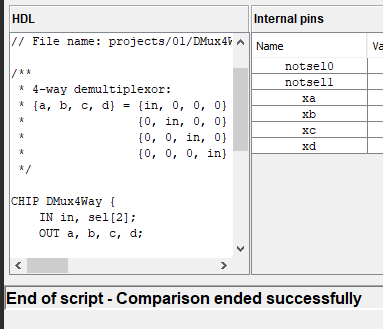 HDL
// File name: projects/01/DMux4W
/**
 * 4-way demultiplexor:
 * {a, b, c, d} = {in, 0, 0, 0}
 *                {0, in, 0, 0}
 *                {0, 0, in, 0}
 *                {0, 0, 0, in}
 */
CHIP DMux4Way {
    IN in, sel[2];
    OUT a, b, c, d;
Internal pins
Name Va
notsel0
notsel1
xa
xb
xc
xd
End of script - Comparison ended successfully